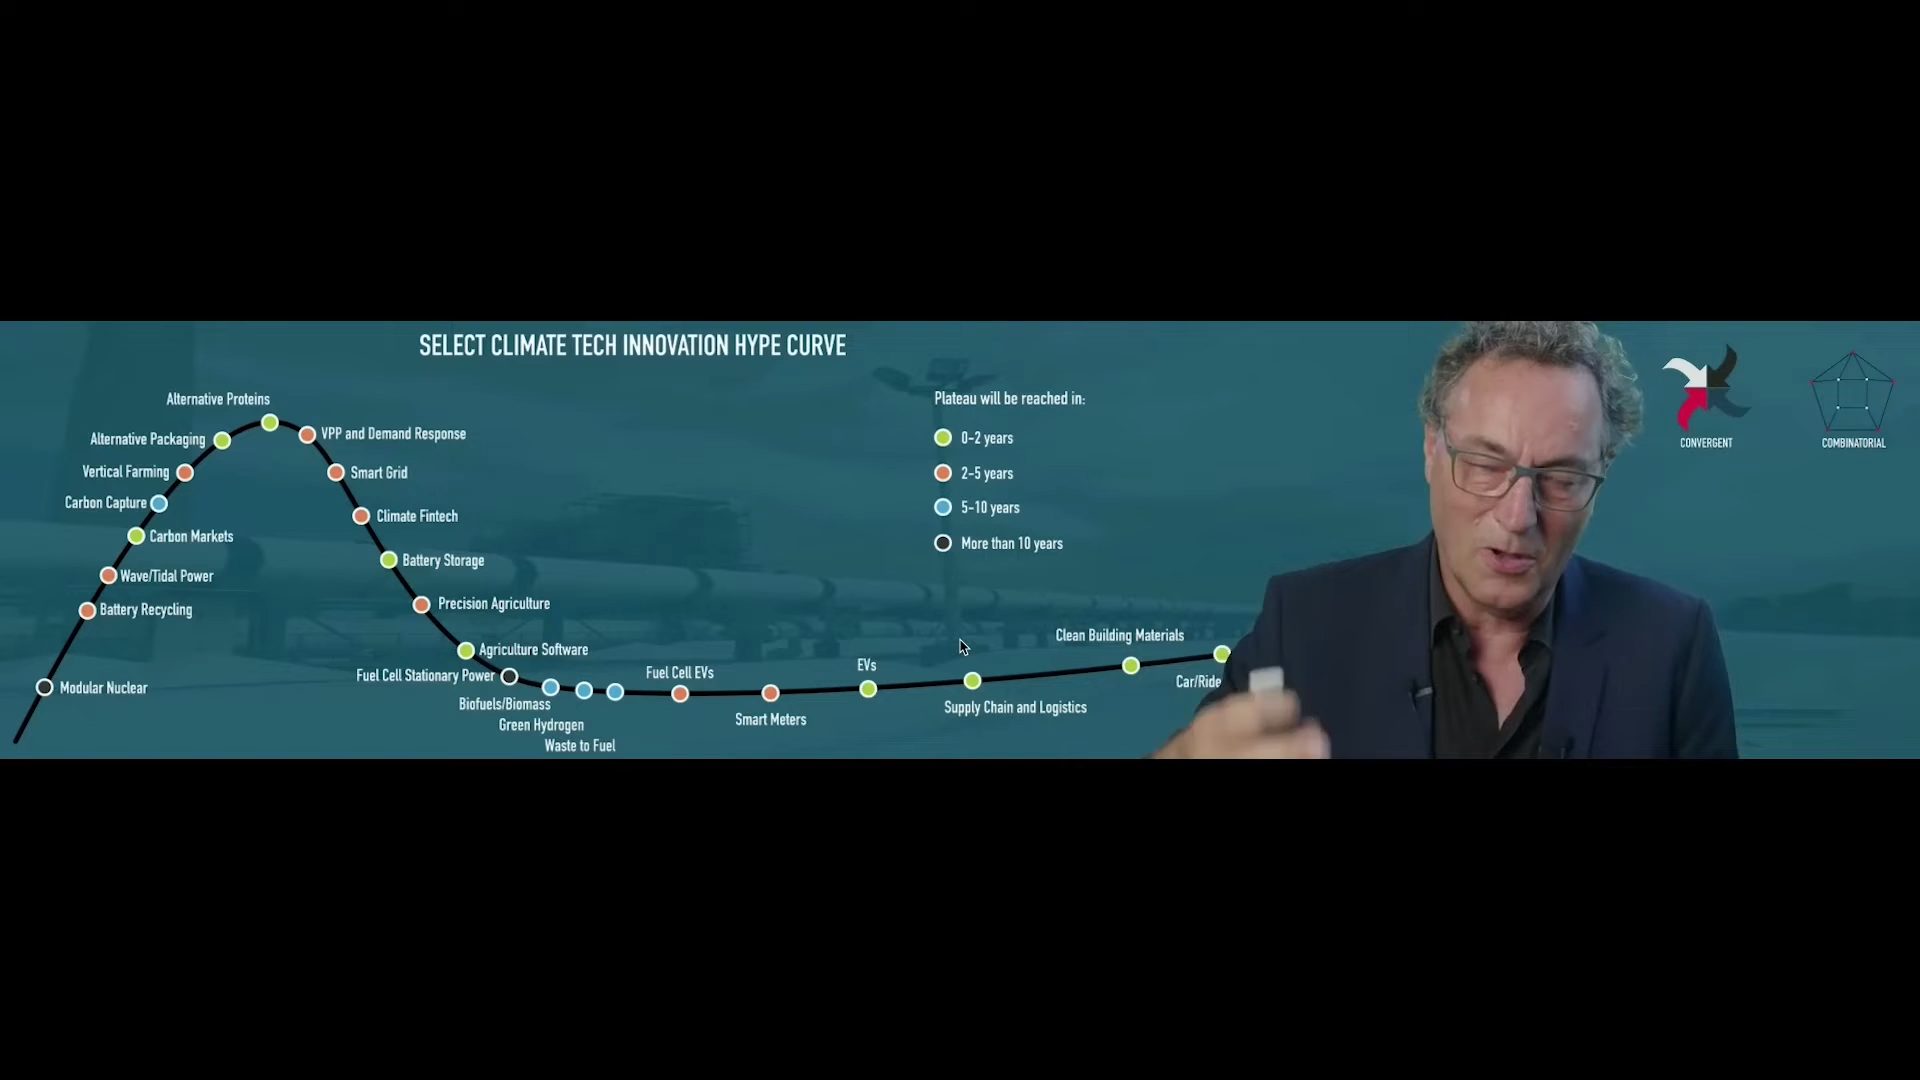 SELECT CLIMATE TECH INNOVATION HYPE CURVE
Alternative Proteins
Alternative Packaging
VPP and Demand Response
Vertical Farming
Smart Grid
Carbon Capture
Climate Fintech
Carbon Markets
Battery Storage
Wave/Tidal Power
Precision Agriculture
Battery Recycling
Agriculture Software
Fuel Cell Stationary Power
Modular Nuclear
Biofuels/Biomass
Green Hydrogen
Waste to Fuel
Fuel Cell EVs
Smart Meters
EVs
Supply Chain and Logistics
Clean Building Materials
Car/Ride
Plateau will be reached in:
0-2 years
2-5 years
5-10 years
More than 10 years
CONVERGENT
COMBINATORIAL